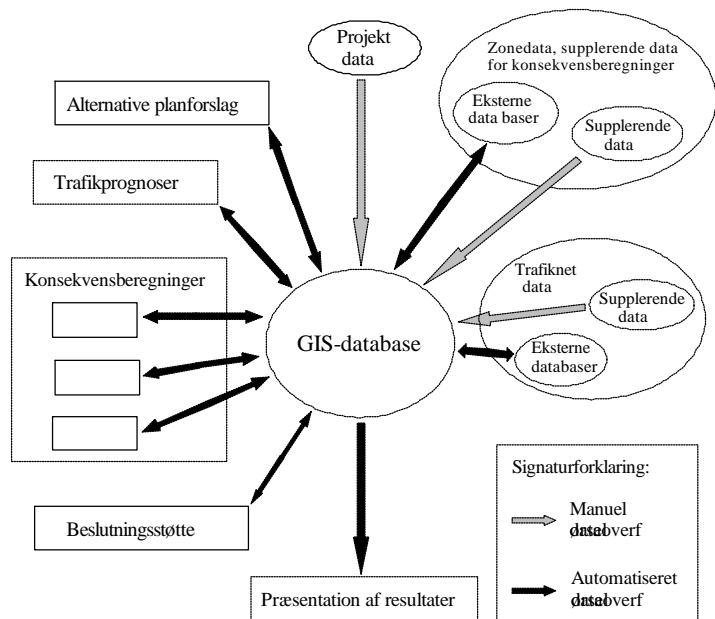 Projekt
data
Zonedata, supplerende data
for konsekvensberegninger
Eksterne
data baser
Supplerende
data
Alternative planforslag
Trafikprognoser
Konsekvensberegninger
GIS-database
Trafiknet
data
Supplerende
data
Eksterne
databaser
Beslutningsstøtte
Præsentation af resultater
Signaturforklaring:
Manuel
Automatiseret